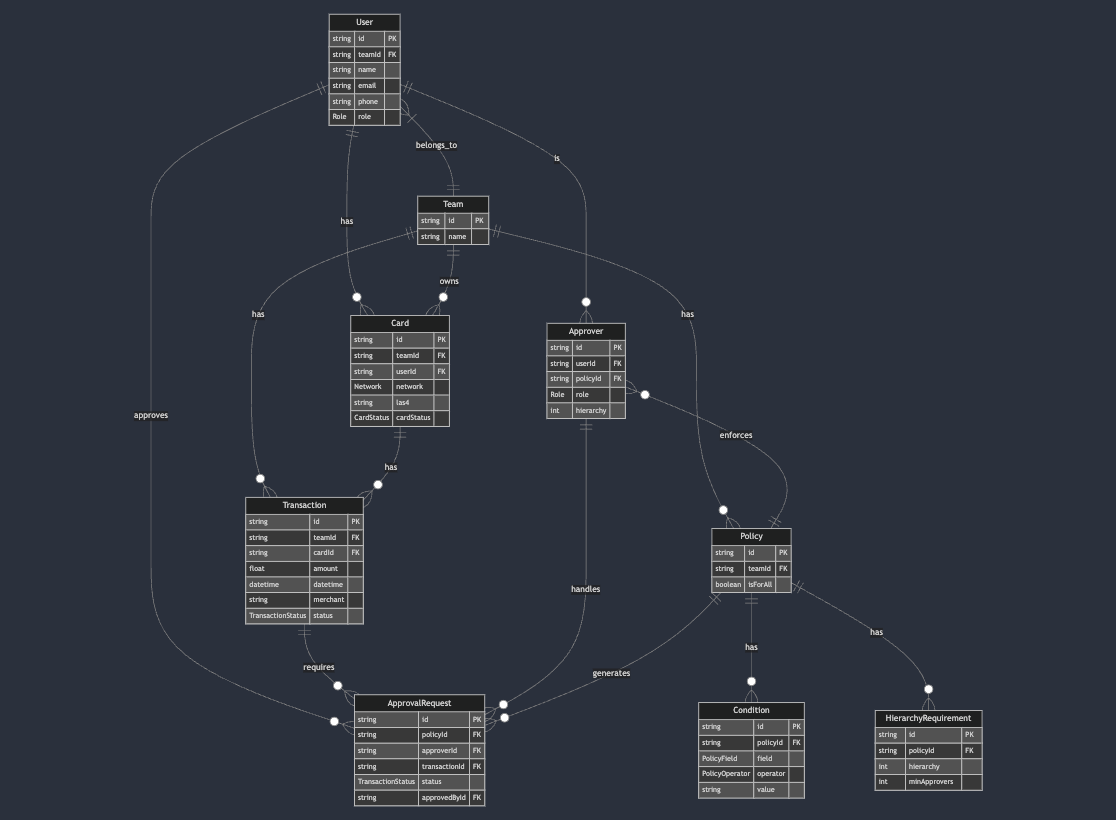 User
string id PK
string teamId FK
string name
string email
string phone
Role role
belongs_to
is
Team
string id PK
string name
has
owns
has
has
Card
string id PK
string teamId FK
string userId FK
Network network
string las4
CardStatus cardStatus
Approver
string id PK
string userId FK
string policyId FK
Role role
int hierarchy
approves
enforces
has
Transaction
string id PK
string teamId FK
string cardId FK
float amount
datetime datetime
string merchant
TransactionStatus status
Policy
string id PK
string teamId FK
boolean isForAll
handles
has
has
requires
generates
ApprovalRequest
string id PK
string policyId FK
string approverId FK
string transactionId FK
TransactionStatus status
string approvedById FK
Condition
string id PK
string policyId FK
PolicyField field
PolicyOperator operator
string value
HierarchyRequirement
string id PK
string policyId FK
int hierarchy
int minApprovers